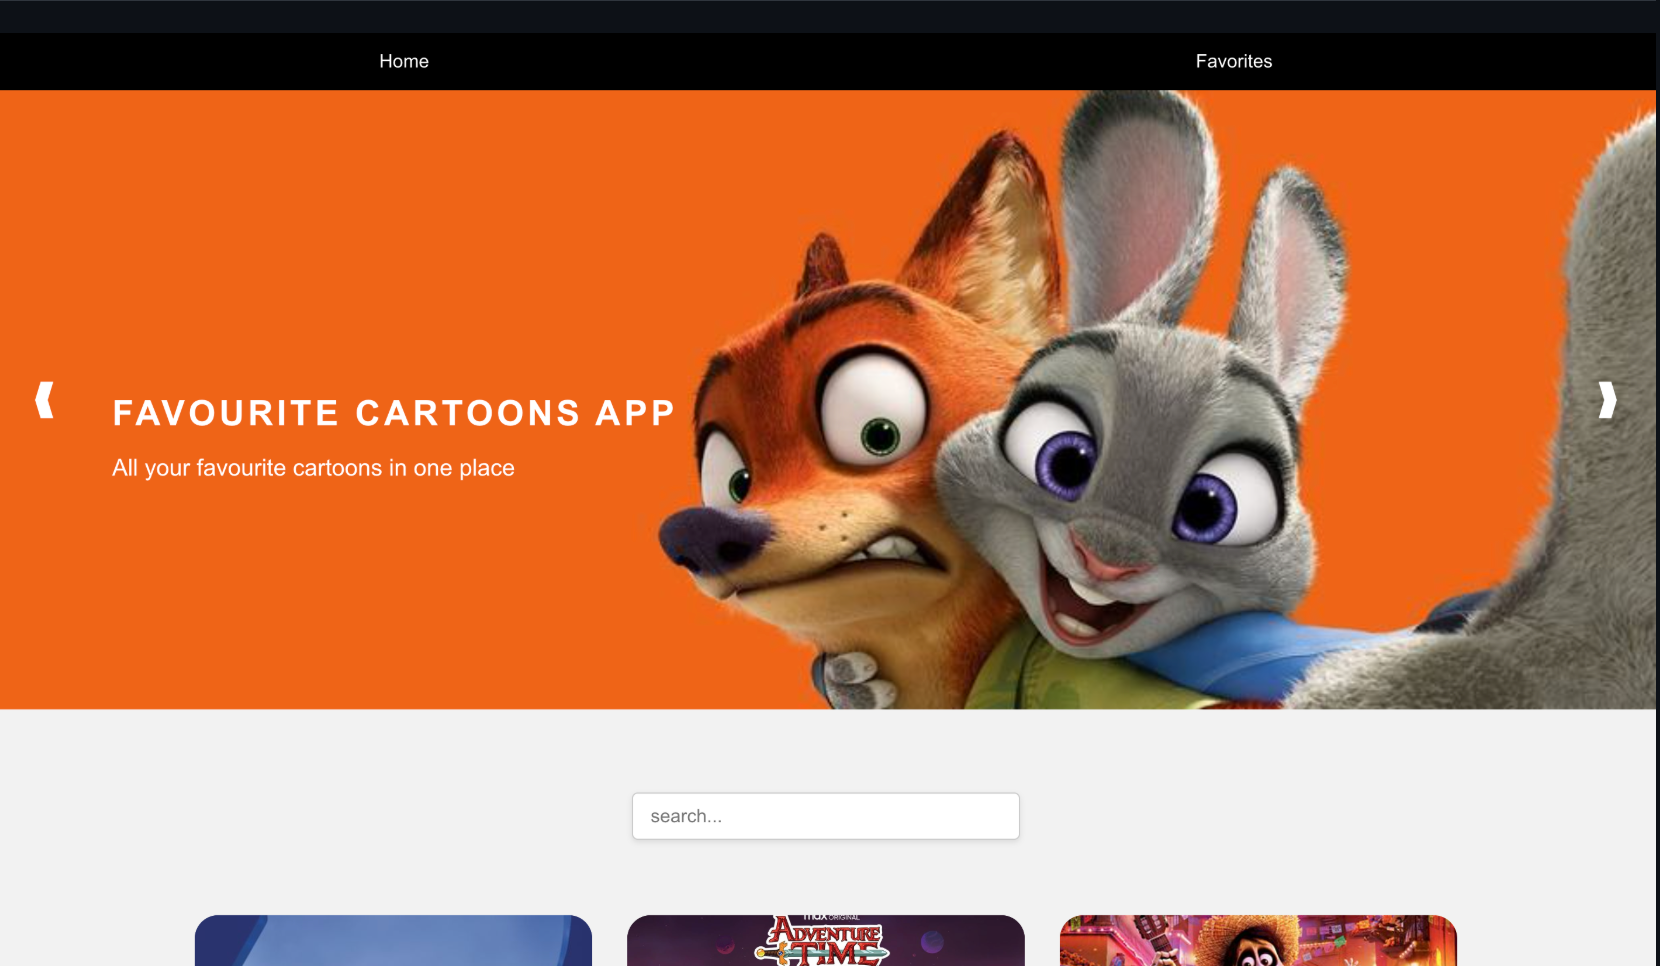 Home
Favorites
FAVOURITE CARTOONS APP
All your favourite cartoons in one place
search...
max ORIGINAL
ADVENTURE
TIME